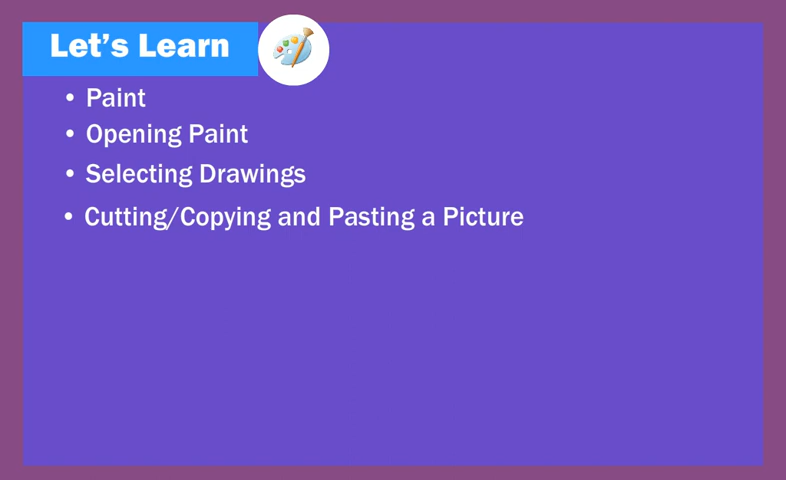 Let's Learn
• Paint
• Opening Paint
• Selecting Drawings
• Cutting/Copying and Pasting a Picture